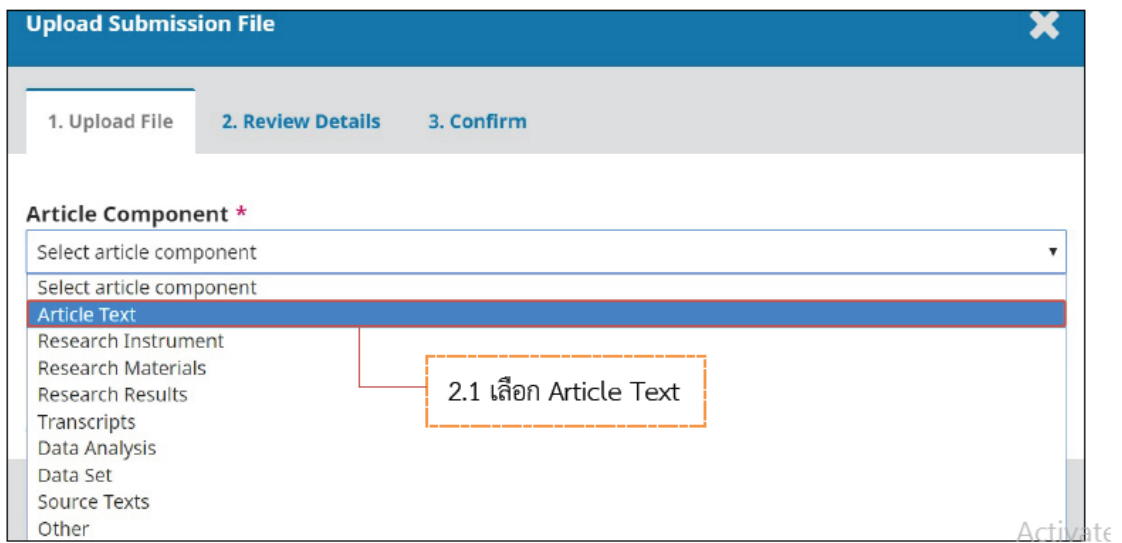 Upload Submission File
1. Upload File 2. Review Details 3. Confirm
Article Component *
Select article component
Select article component
Article Text
Research Instrument
Research Materials
Research Results
2.1 เลือก Article Text
Transcripts
Data Analysis
Data Set
Source Texts
Other
Activate